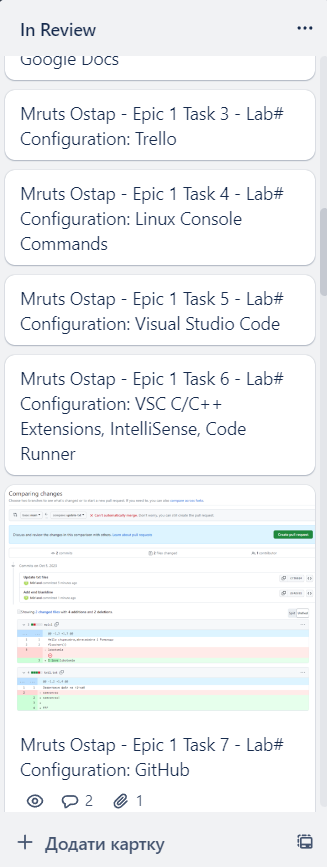 In Review
Google Docs
Mruts Ostap - Epic 1 Task 3 - Lab#
Configuration: Trello
Mruts Ostap - Epic 1 Task 4 - Lab#
Configuration: Linux Console
Commands
Mruts Ostap - Epic 1 Task 5 - Lab#
Configuration: Visual Studio Code
Mruts Ostap - Epic 1 Task 6 - Lab#
Configuration: VSC C/C++
Extensions, IntelliSense, Code
Runner
Comparing changes
Create pull request
Mruts Ostap - Epic 1 Task 7 - Lab#
Configuration: GitHub
2 1
Додати картку